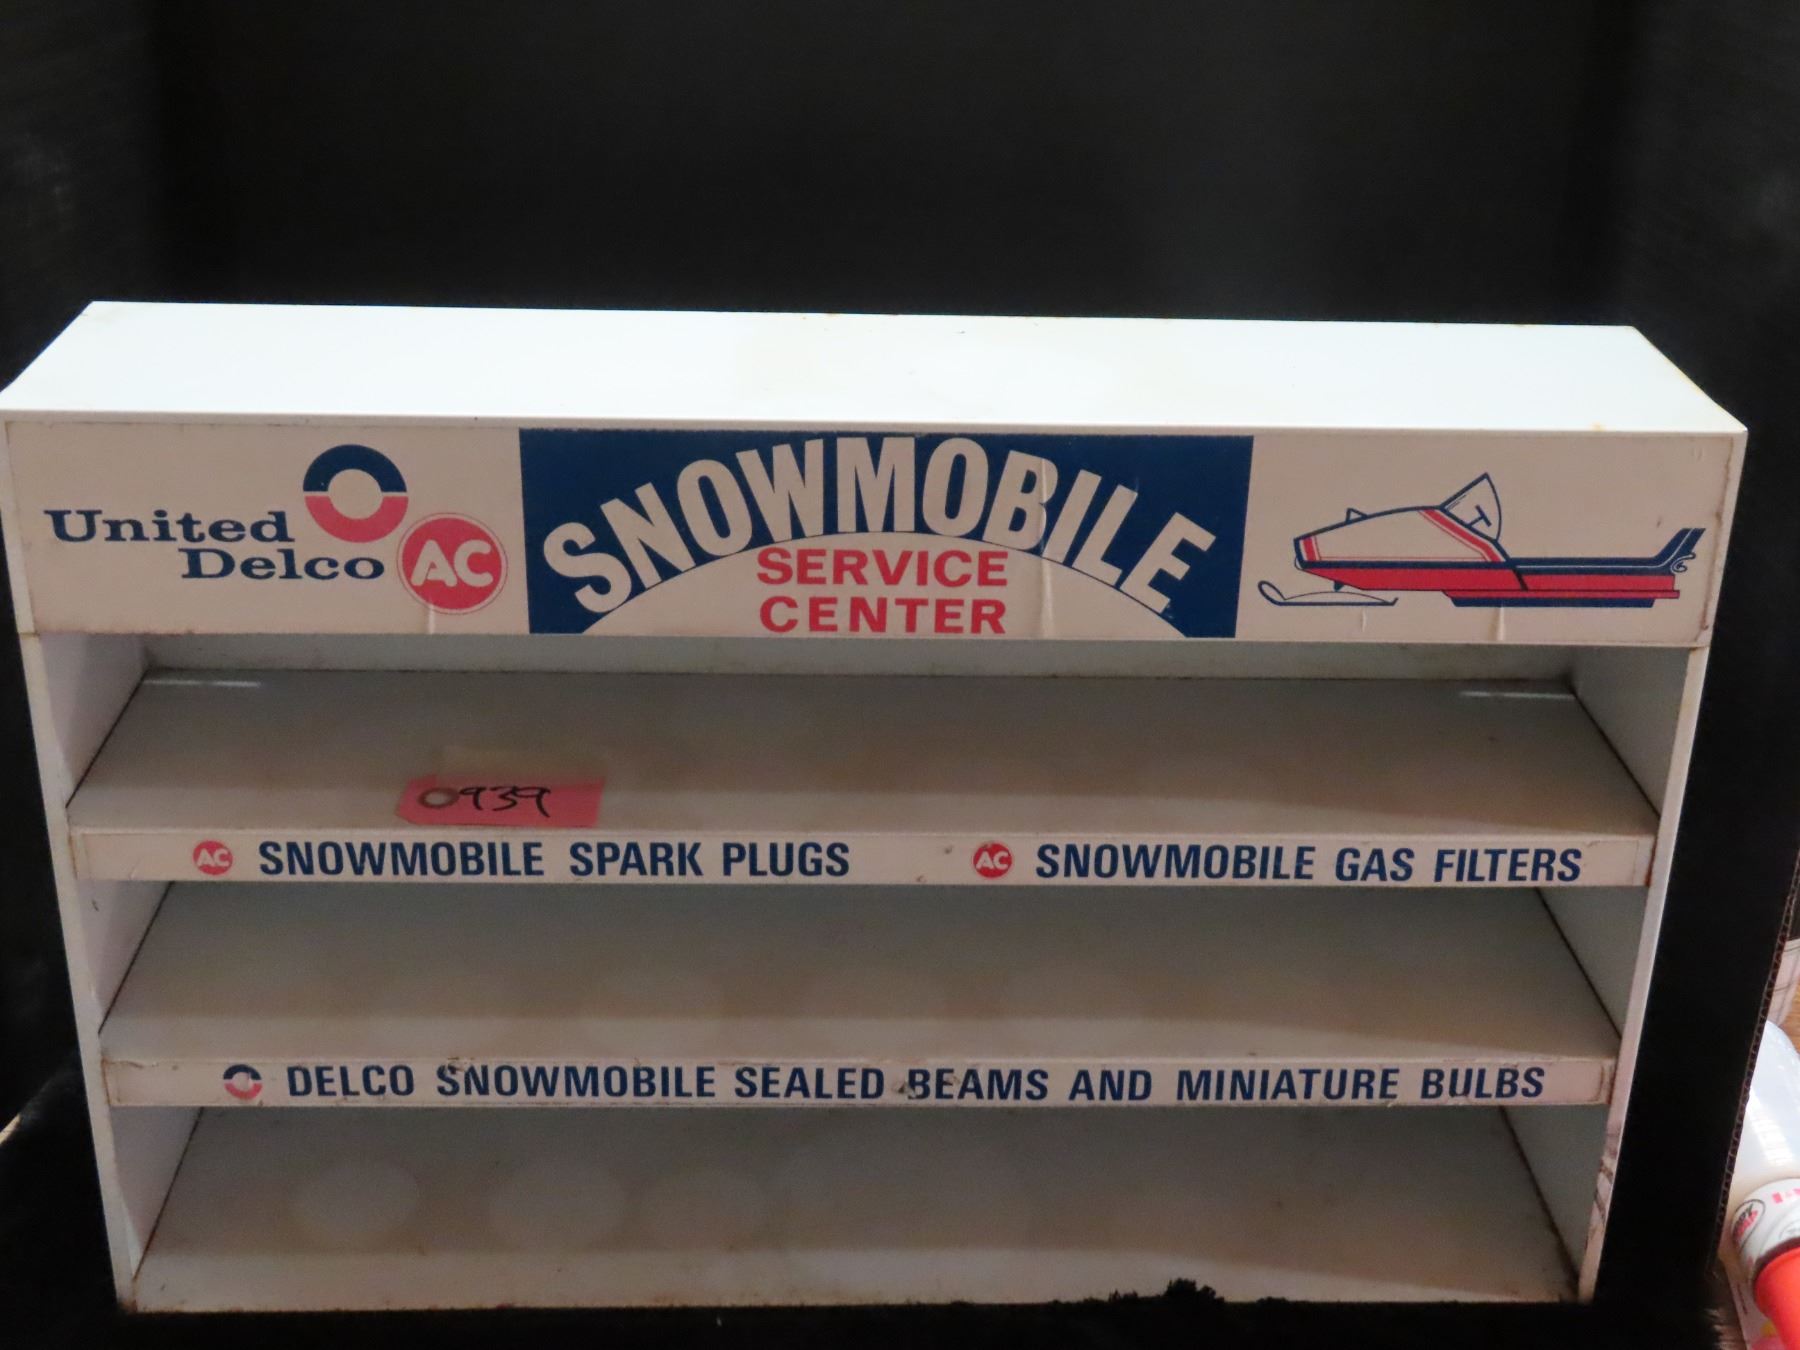 United
Delco
AC
SNOWMOBILE
SERVICE
CENTER
939
AC SNOWMOBILE SPARK PLUGS
AC SNOWMOBILE GAS FILTERS
DELCO SNOWMOBILE SEALED BEAMS AND MINIATURE BULBS